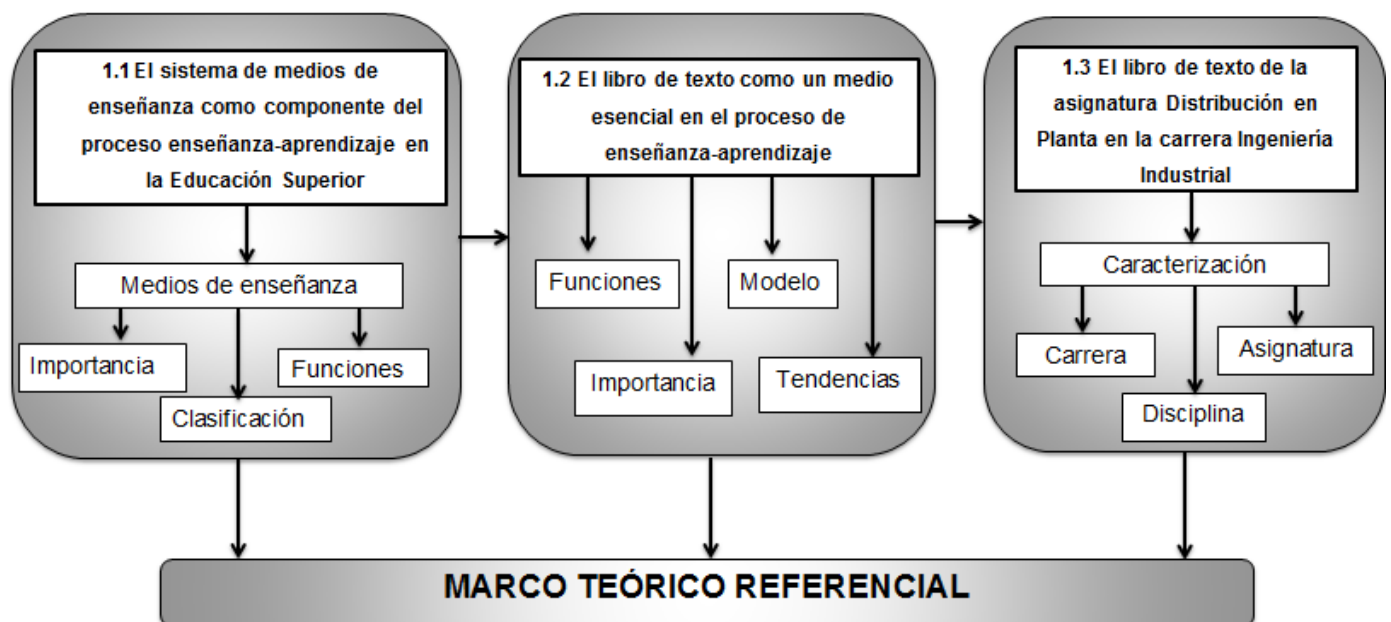 1.1 El sistema de medios de
enseñanza como componente del
proceso enseñanza-aprendizaje en
la Educación Superior
Medios de enseñanza
Importancia
Funciones
Clasificación
1.2 El libro de texto como un medio
esencial en el proceso de
enseñanza-aprendizaje
Funciones
Modelo
Importancia
Tendencias
1.3 El libro de texto de la
asignatura Distribución en
Planta en la carrera Ingeniería
Industrial
Caracterización
Carrera
Asignatura
Disciplina
MARCO TEÓRICO REFERENCIAL